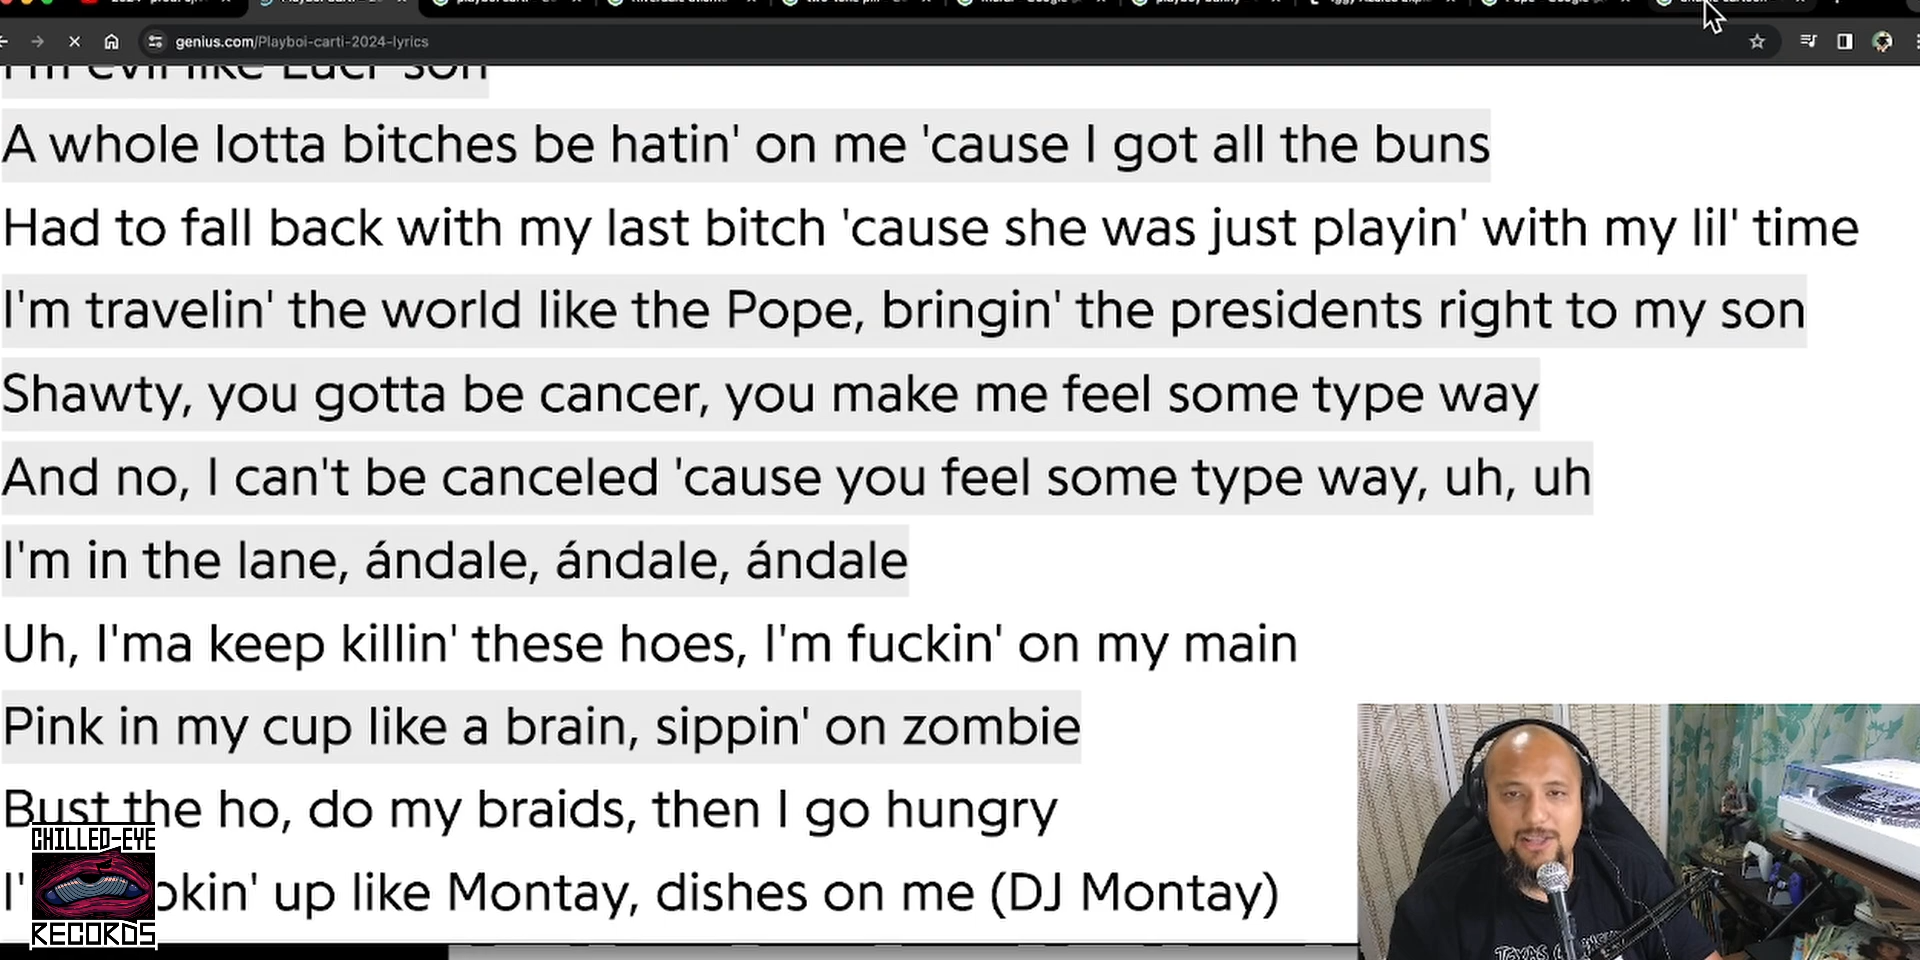 genius.com/Playboi-carti-2024-lyrics
I'm evil like Luci' son
A whole lotta bitches be hatin' on me 'cause I got all the buns
Had to fall back with my last bitch 'cause she was just playin' with my lil' time
I'm travelin' the world like the Pope, bringin' the presidents right to my son
Shawty, you gotta be cancer, you make me feel some type way
And no, I can't be canceled 'cause you feel some type way, uh, uh
I'm in the lane, ándale, ándale, ándale
Uh, I'ma keep killin' these hoes, I'm fuckin' on my main
Pink in my cup like a brain, sippin' on zombie
Bust the ho, do my braids, then I go hungry
up like Montay, dishes on me (DJ Montay)
CHILLED-EYE
RECORDS
TEXAS